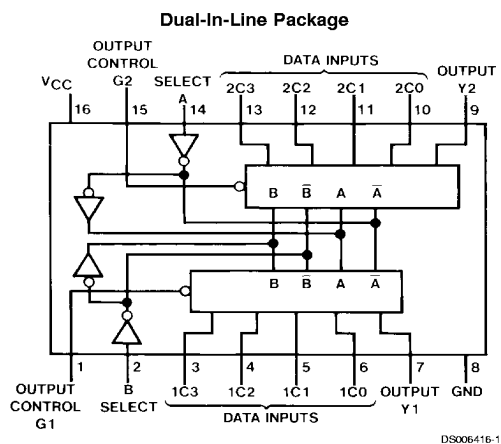 Dual-In-Line Package
OUTPUT
CONTROL
G2
SELECT
A
DATA INPUTS
OUTPUT
Y2
VCC
2C3
2C2
2C1
2C0
16
15
14
13
12
11
10
9
B
B̅
A
A̅
B
B̅
A
A̅
1
2
3
4
5
6
7
8
OUTPUT
CONTROL
G1
B
SELECT
1C3
1C2
1C1
1C0
DATA INPUTS
OUTPUT
Y1
GND
DS006416-1